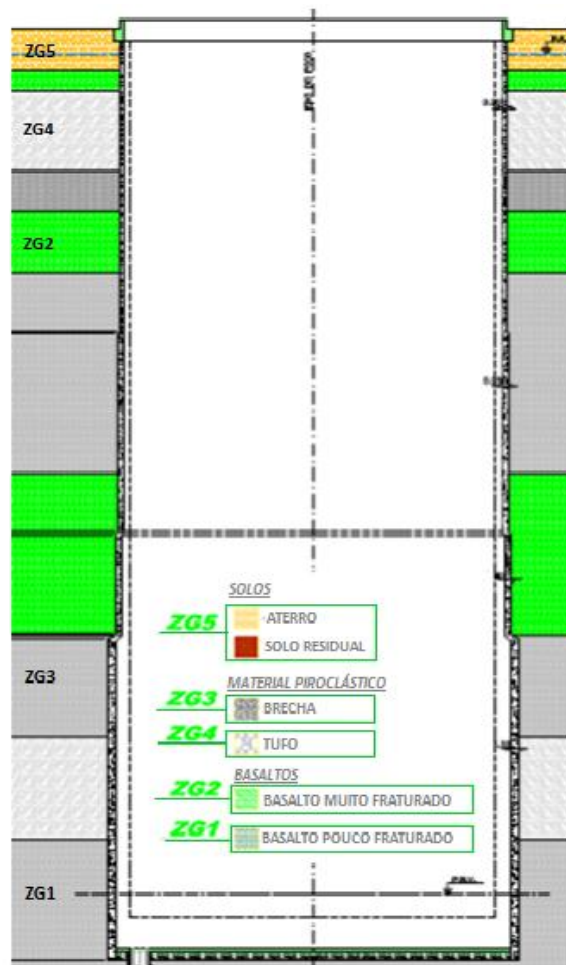 ZG5
ZG4
ZG2
SOLOS
ZG5
ATERRO
SOLO RESIDUAL
MATERIAL PIROCLÁSTICO
ZG3
BRECHA
ZG3
ZG4
TUFO
BASALTOS
ZG2
BASALTO MUITO FRATURADO
ZG1
BASALTO POUCO FRATURADO
ZG1